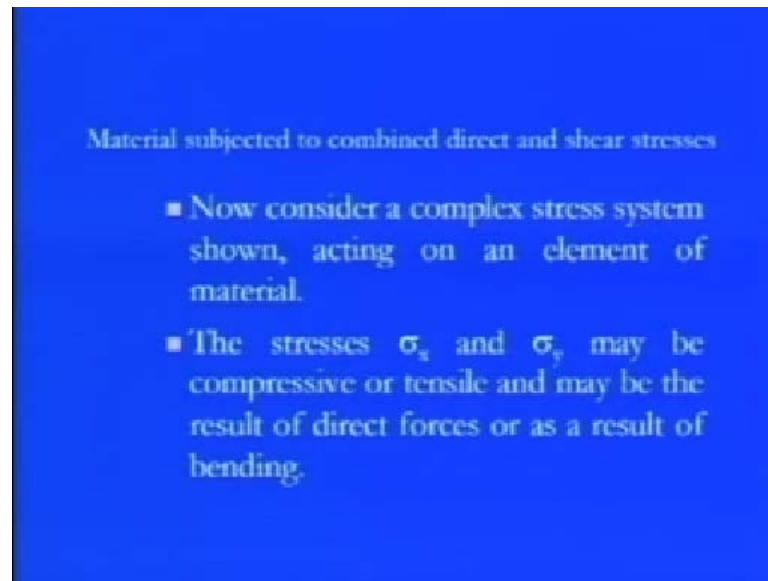 Material subjected to combined direct and shear stresses
■ Now consider a complex stress system
shown, acting on an element of
material.
■ The stresses σₓ and σᵧ may be
compressive or tensile and may be the
result of direct forces or as a result of
bending.